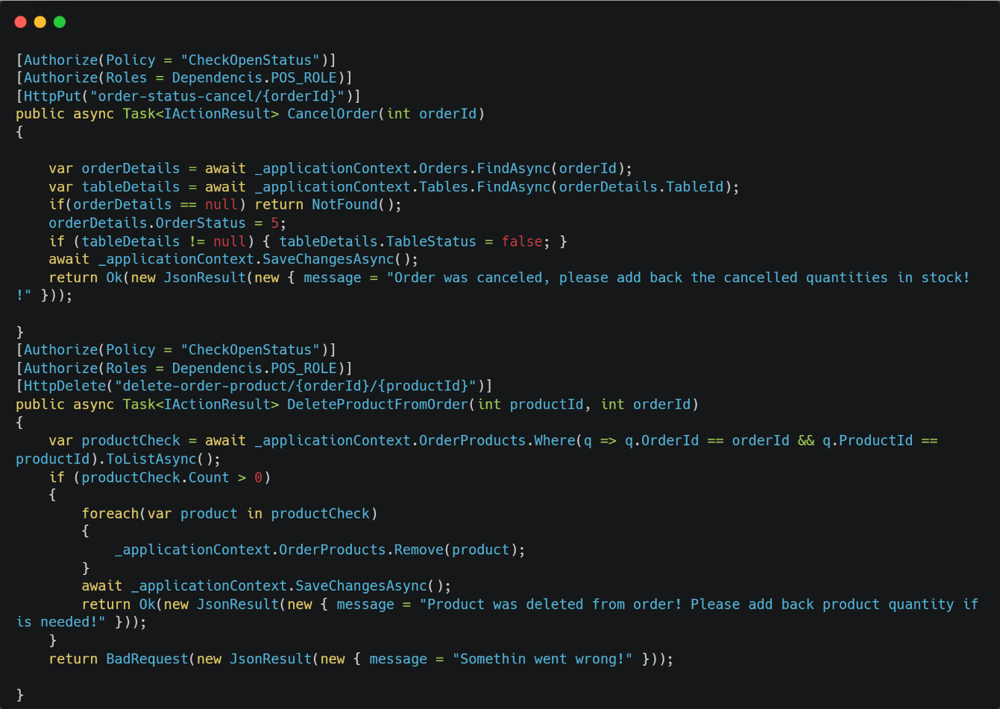 [Authorize(Policy = "CheckOpenStatus")]
[Authorize(Roles = Dependencis.POS_ROLE)]
[HttpPut("order-status-cancel/{orderId}")]
public async Task<IActionResult> CancelOrder(int orderId)
{
    var orderDetails = await _applicationContext.Orders.FindAsync(orderId);
    var tableDetails = await _applicationContext.Tables.FindAsync(orderDetails.TableId);
    if(orderDetails == null) return NotFound();
    orderDetails.OrderStatus = 5;
    if (tableDetails != null) { tableDetails.TableStatus = false; }
    await _applicationContext.SaveChangesAsync();
    return Ok(new JsonResult(new { message = "Order was canceled, please add back the cancelled quantities in stock!
!" }));
}
[Authorize(Policy = "CheckOpenStatus")]
[Authorize(Roles = Dependencis.POS_ROLE)]
[HttpDelete("delete-order-product/{orderId}/{productId}")]
public async Task<IActionResult> DeleteProductFromOrder(int productId, int orderId)
{
    var productCheck = await _applicationContext.OrderProducts.Where(q => q.OrderId == orderId && q.ProductId ==
productId).ToListAsync();
    if (productCheck.Count > 0)
    {
        foreach(var product in productCheck)
        {
            _applicationContext.OrderProducts.Remove(product);
        }
        await _applicationContext.SaveChangesAsync();
        return Ok(new JsonResult(new { message = "Product was deleted from order! Please add back product quantity if
is needed!" }));
    }
    return BadRequest(new JsonResult(new { message = "Somethin went wrong!" }));
}